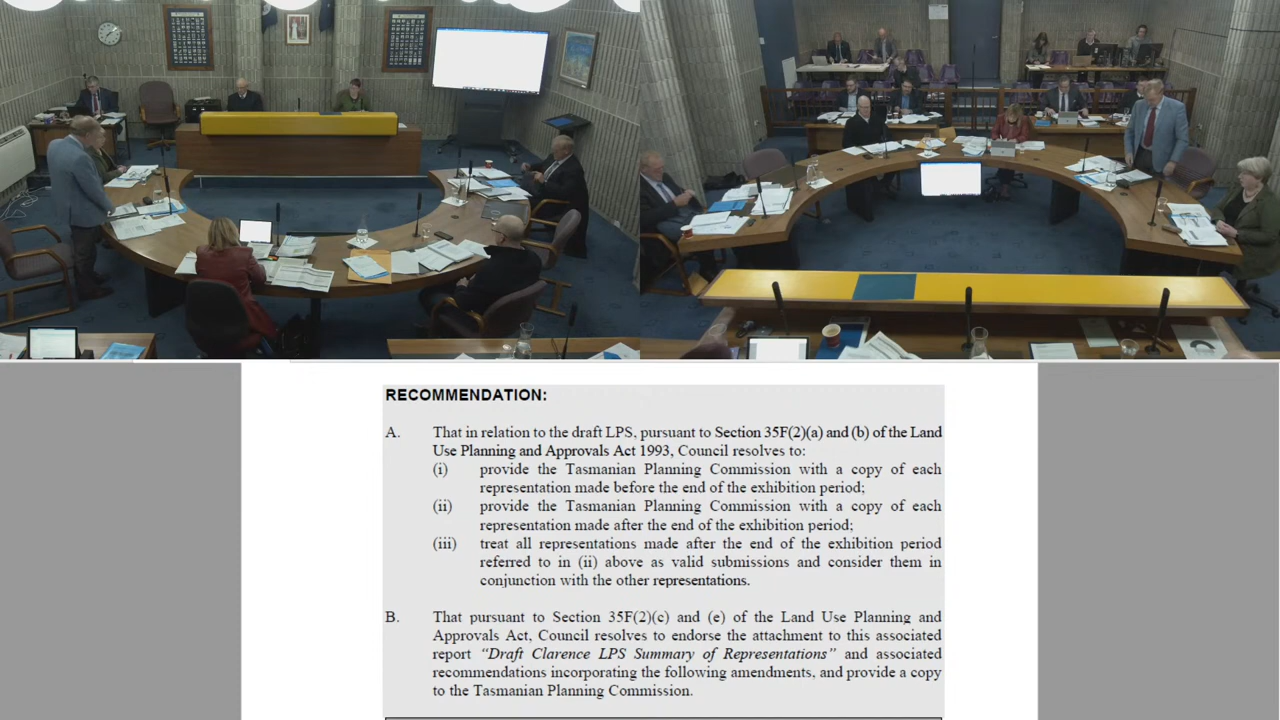 RECOMMENDATION:
A. That in relation to the draft LPS, pursuant to Section 35F(2)(a) and (b) of the Land
Use Planning and Approvals Act 1993, Council resolves to:
(i) provide the Tasmanian Planning Commission with a copy of each
representation made before the end of the exhibition period;
(ii) provide the Tasmanian Planning Commission with a copy of each
representation made after the end of the exhibition period;
(iii) treat all representations made after the end of the exhibition period
referred to in (ii) above as valid submissions and consider them in
conjunction with the other representations.
B. That pursuant to Section 35F(2)(c) and (e) of the Land Use Planning and
Approvals Act, Council resolves to endorse the attachment to this associated
report “Draft Clarence LPS Summary of Representations” and associated
recommendations incorporating the following amendments, and provide a copy
to the Tasmanian Planning Commission.